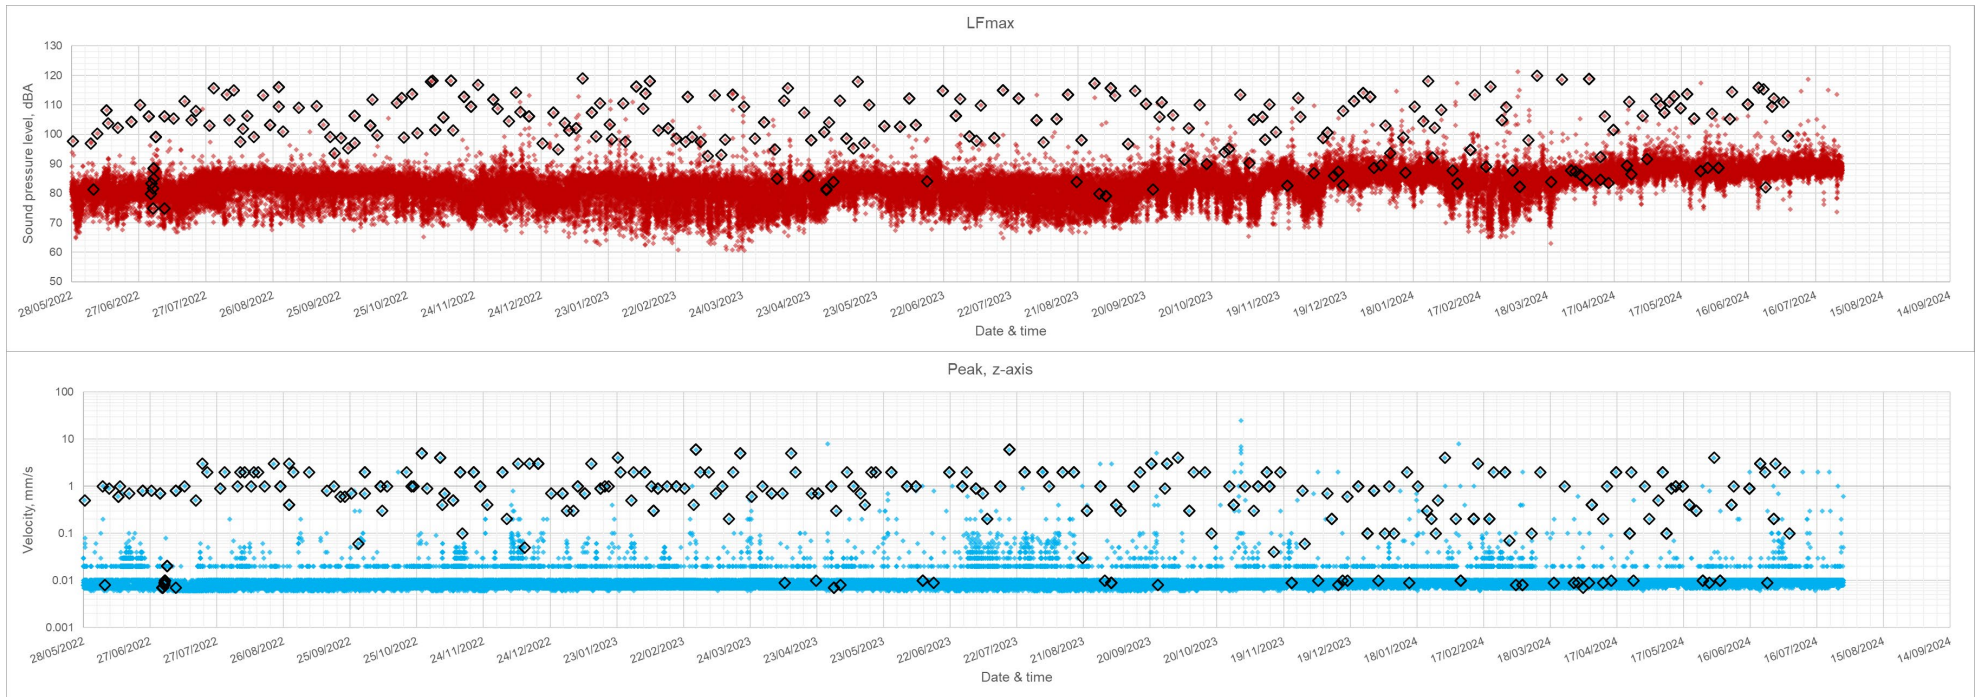 LFmax
Sound pressure level, dBA
130
120
110
100
90
80
70
60
50
28/05/2022 27/06/2022 27/07/2022 26/08/2022 25/09/2022 25/10/2022 24/11/2022 24/12/2022 23/01/2023 22/02/2023 24/03/2023 23/04/2023 23/05/2023 22/06/2023 22/07/2023 21/08/2023 20/09/2023 20/10/2023 19/11/2023 19/12/2023 18/01/2024 17/02/2024 18/03/2024 17/04/2024 17/05/2024 16/06/2024 16/07/2024 15/08/2024 14/09/2024
Date & time
Peak, z-axis
Velocity, mm/s
100
10
1
0.1
0.01
0.001
28/05/2022 27/06/2022 27/07/2022 26/08/2022 25/09/2022 25/10/2022 24/11/2022 24/12/2022 23/01/2023 22/02/2023 24/03/2023 23/04/2023 23/05/2023 22/06/2023 22/07/2023 21/08/2023 20/09/2023 20/10/2023 19/11/2023 19/12/2023 18/01/2024 17/02/2024 18/03/2024 17/04/2024 17/05/2024 16/06/2024 16/07/2024 15/08/2024 14/09/2024
Date & time